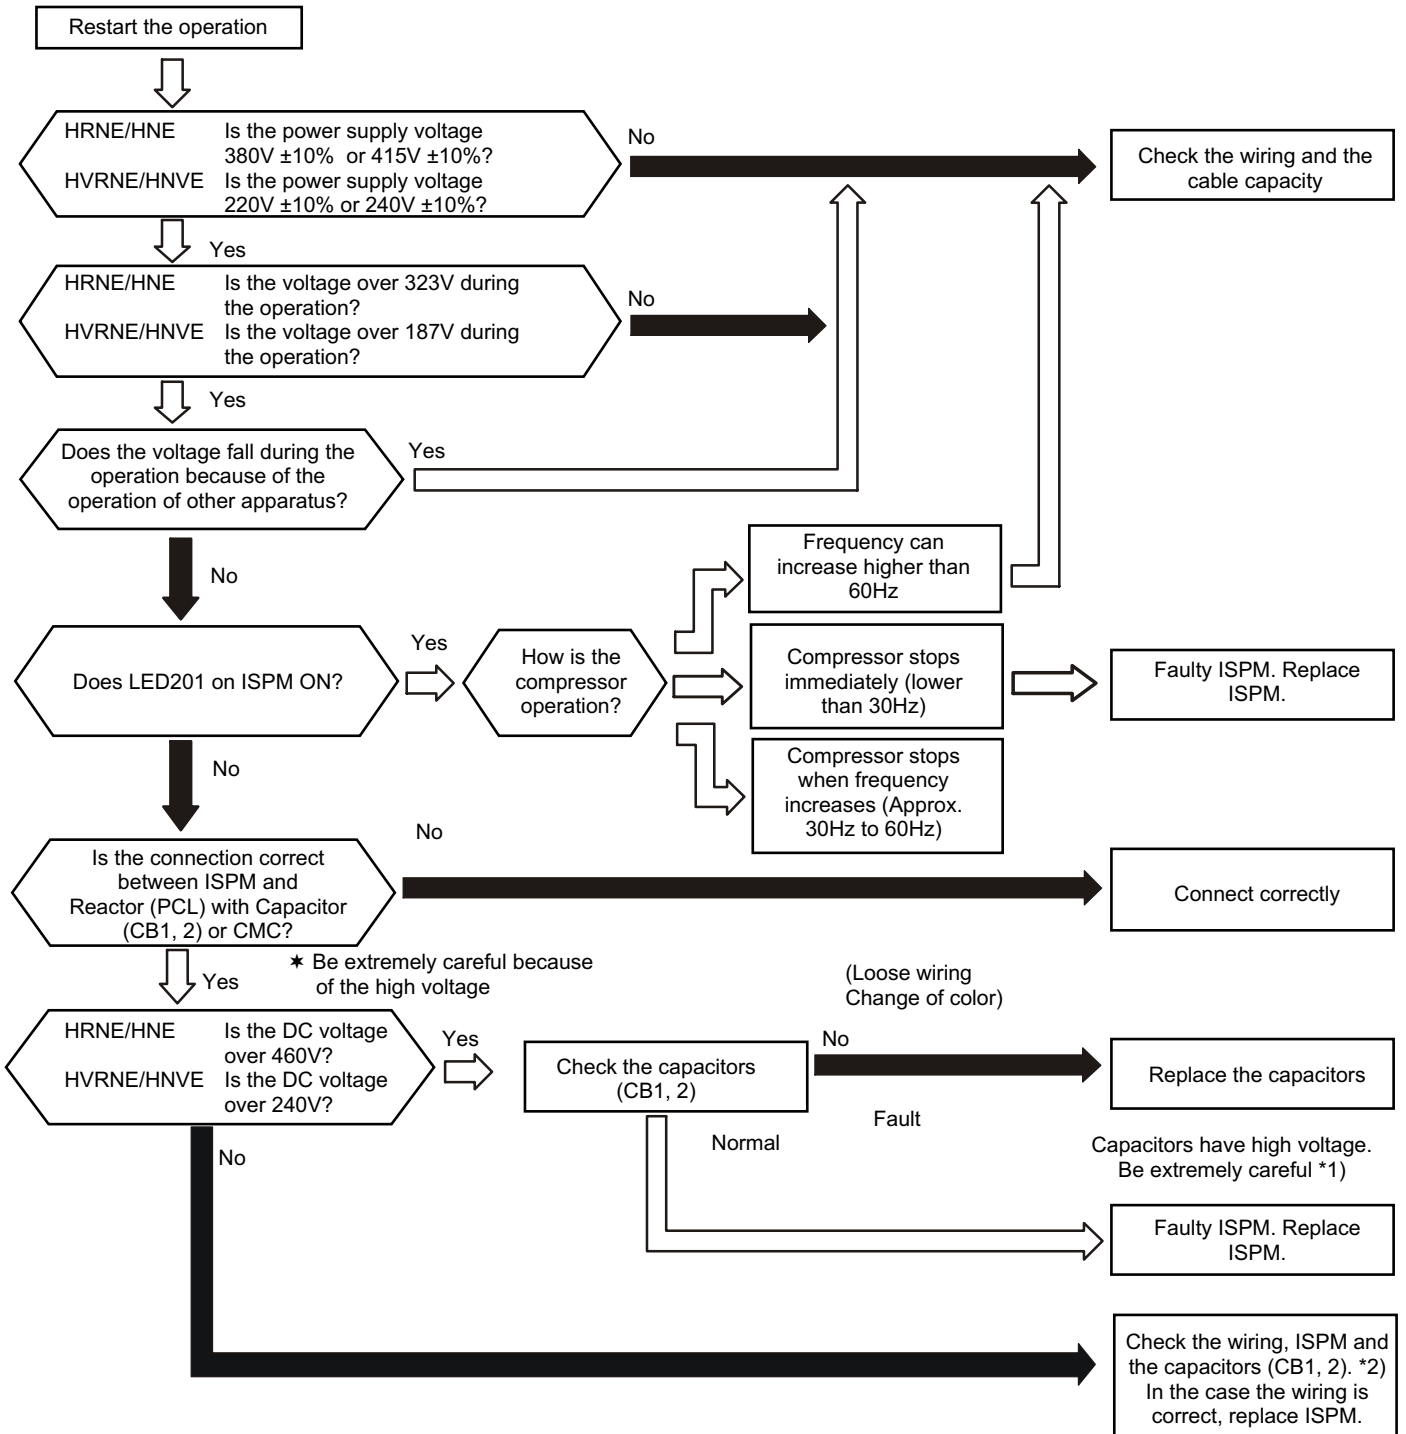 Restart the operation
HRNE/HNE Is the power supply voltage
380V ±10% or 415V ±10%?
HVRNE/HNVE Is the power supply voltage
220V ±10% or 240V ±10%?
No
Check the wiring and the
cable capacity
Yes
HRNE/HNE Is the voltage over 323V during
the operation?
HVRNE/HNVE Is the voltage over 187V during
the operation?
No
Yes
Does the voltage fall during the
operation because of the
operation of other apparatus?
Yes
No
Does LED201 on ISPM ON?
Yes
How is the
compressor
operation?
Frequency can
increase higher than
60Hz
Compressor stops
immediately (lower
than 30Hz)
Faulty ISPM. Replace
ISPM.
Compressor stops
when frequency
increases (Approx.
30Hz to 60Hz)
No
Is the connection correct
between ISPM and
Reactor (PCL) with Capacitor
(CB1, 2) or CMC?
No
Connect correctly
Yes
✶ Be extremely careful because
of the high voltage
HRNE/HNE Is the DC voltage
over 460V?
HVRNE/HNVE Is the DC voltage
over 240V?
Yes
Check the capacitors
(CB1, 2)
(Loose wiring
Change of color)
No
Fault
Replace the capacitors
Capacitors have high voltage.
Be extremely careful *1)
Normal
Faulty ISPM. Replace
ISPM.
No
Check the wiring, ISPM and
the capacitors (CB1, 2). *2)
In the case the wiring is
correct, replace ISPM.